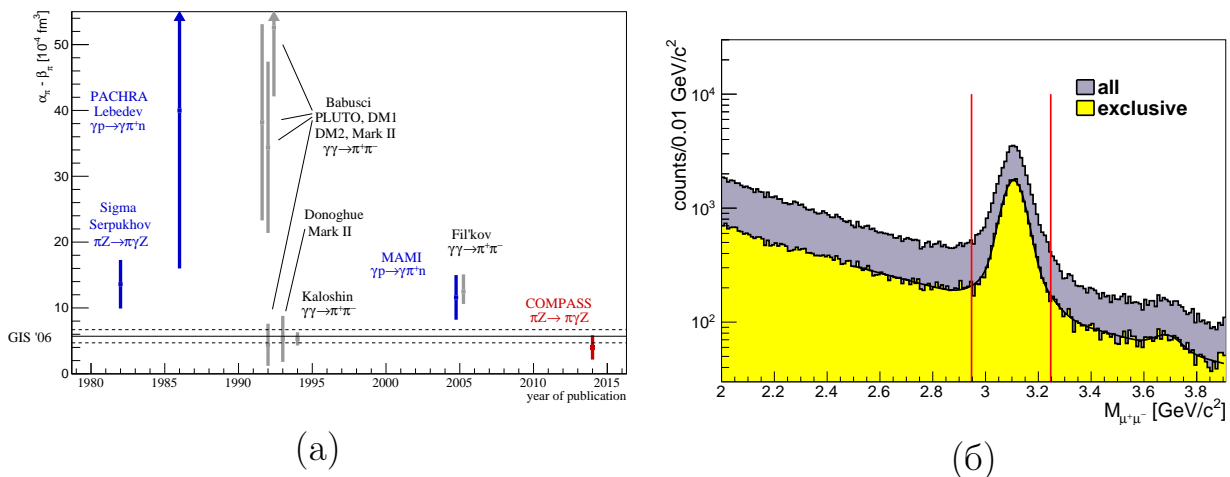 α_π - β_π [10⁻⁴ fm³]
50
40
30
20
10
0
GIS '06
1980
1985
1990
1995
2000
2005
2010
2015
year of publication
PACHRA
Lebedev
γp→γπ⁺n
Sigma
Serpukhov
πZ→πγZ
Babusci
PLUTO, DM1
DM2, Mark II
γγ→π⁺π⁻
Donoghue
Mark II
Kaloshin
γγ→π⁺π⁻
MAMI
γp→γπ⁺n
Fil'kov
γγ→π⁺π⁻
COMPASS
πZ→ πγZ
(а)
counts/0.01 GeV/c²
10⁴
10³
10²
all
exclusive
2
2.2
2.4
2.6
2.8
3
3.2
3.4
3.6
3.8
M_μ⁺μ⁻ [GeV/c²]
(б)